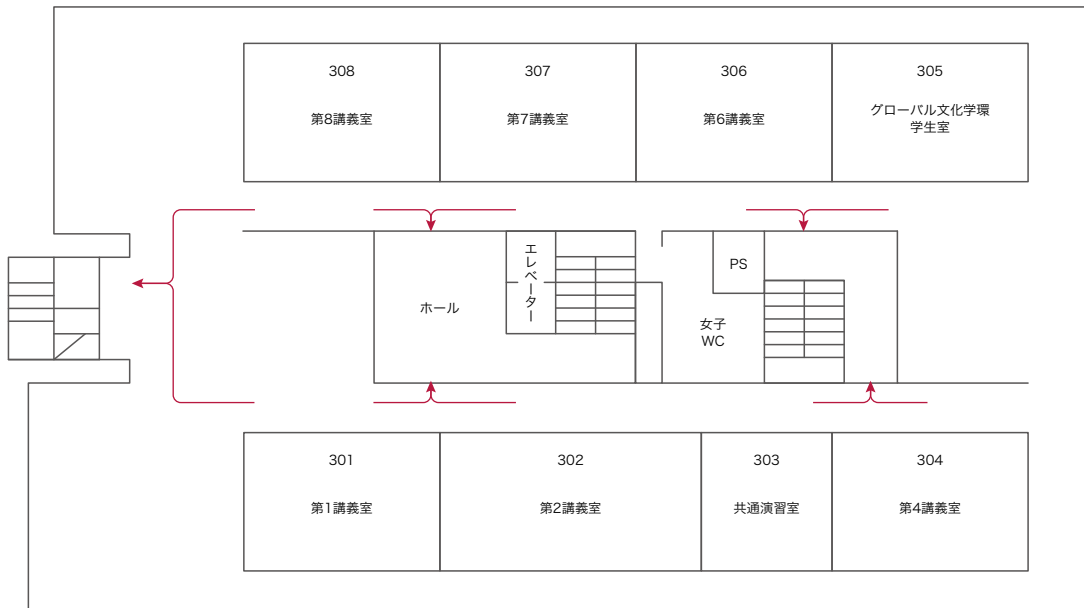 308
第8講義室
307
第7講義室
306
第6講義室
305
グローバル文化学環
学生室
エレベーター
ホール
PS
女子
WC
301
第1講義室
302
第2講義室
303
共通演習室
304
第4講義室